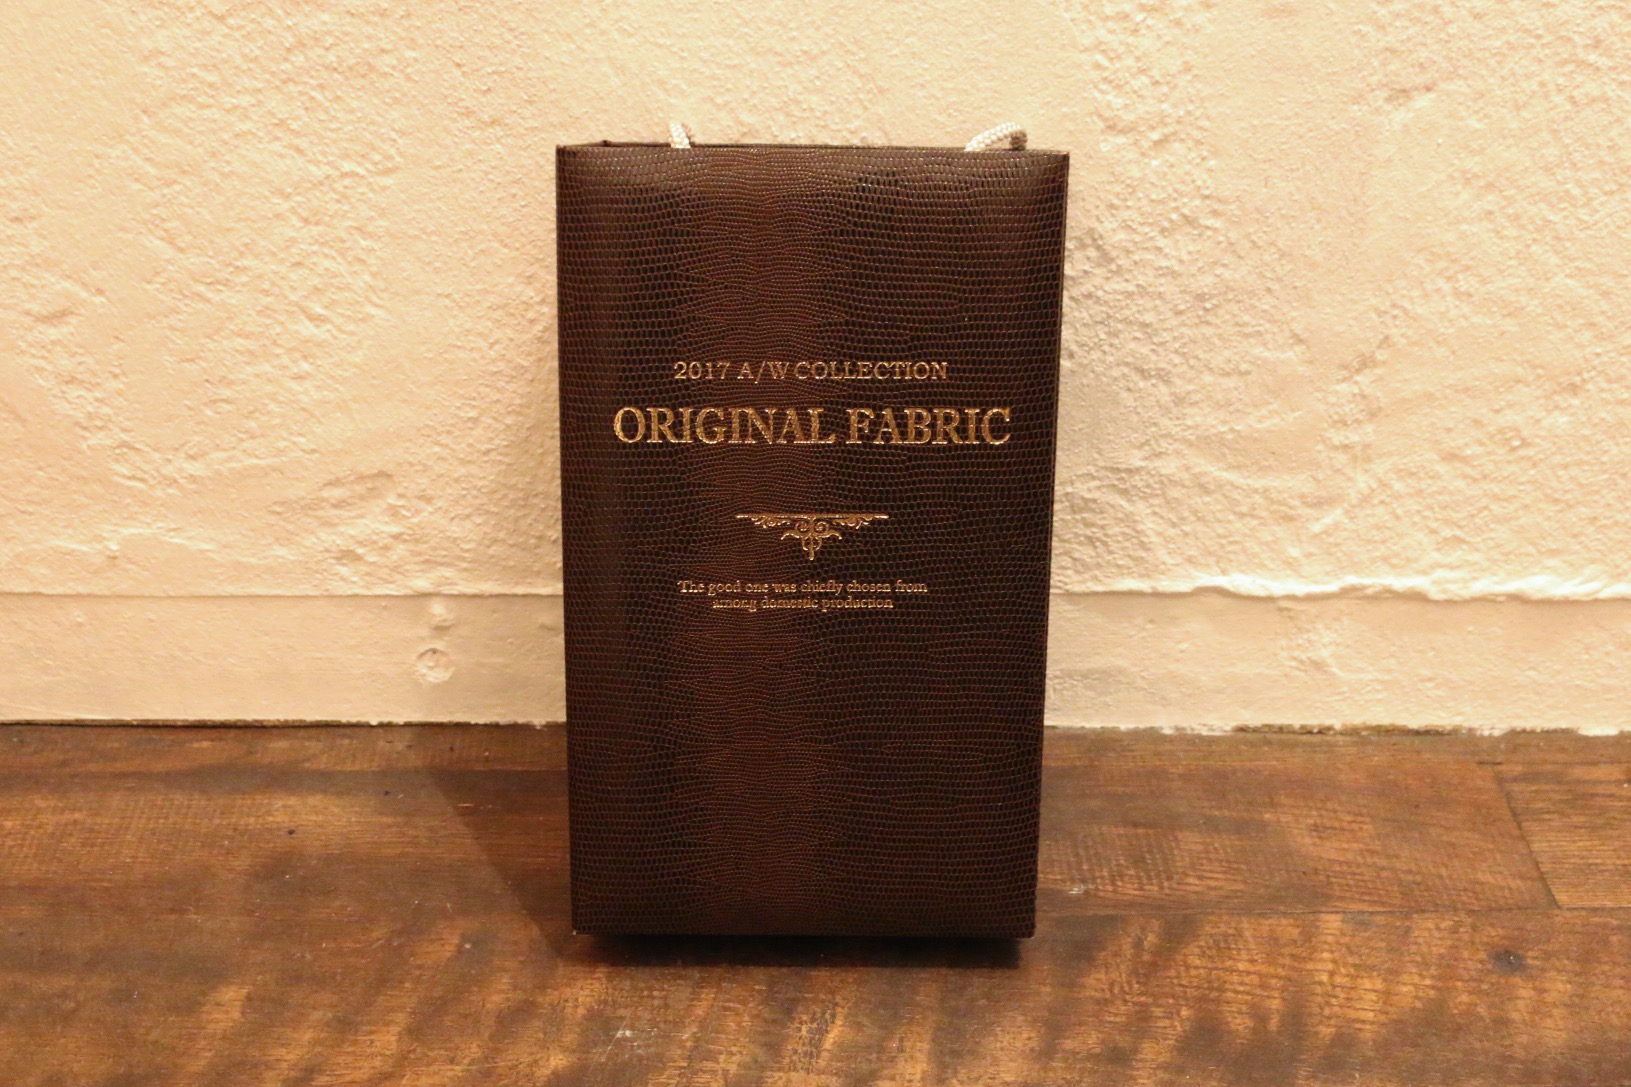 2017 A/W COLLECTION
ORIGINAL FABRIC
The good one was chiefly chosen from
among domestic production